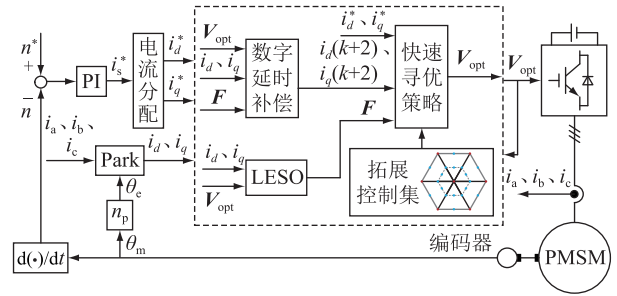 n*
+
−
n
PI
i_s*
电流分配
i_d*
i_q*
V_opt
i_d、i_q
F
数字
延时
补偿
i_d*、i_q*
i_d(k+2)、
i_q(k+2)
F
快速
寻优
策略
V_opt
V_opt
i_a、i_b、
i_c
Park
i_d、i_q
θ_e
n_p
θ_m
d(·)/dt
i_d、i_q
V_opt
LESO
拓展
控制集
i_a、i_b、i_c
编码器
PMSM